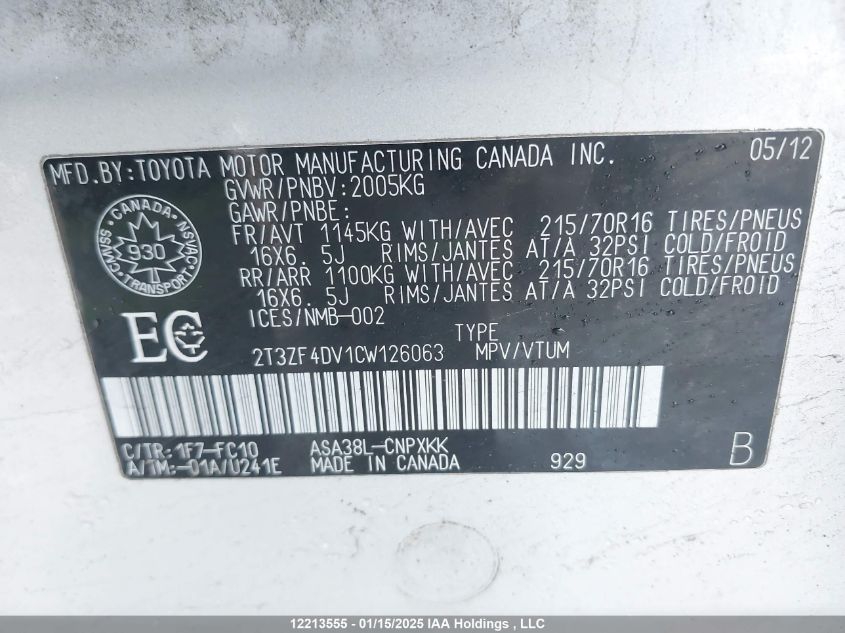 MFD.BY:TOYOTA MOTOR MANUFACTURING CANADA INC. 05/12
GVWR/PNBV:2005KG
GAWR/PNBE:
FR/AVT 1145KG WITH/AVEC 215/70R16 TIRES/PNEUS
16X6.5J RIMS/JANTES AT/A 32PSI COLD/FROID
RR/ARR 1100KG WITH/AVEC 215/70R16 TIRES/PNEUS
16X6.5J RIMS/JANTES AT/A 32PSI COLD/FROID
ICES/NMB-002
CANADA
CMVSS 930 NSVAC
TRANSPORT
EC
TYPE
2T3ZF4DV1CW126063 MPV/VTUM
C/TR:1F7-FC10 ASA38L-CNPXKK
A/TM:-01A/U241E MADE IN CANADA 929 B
12213555 - 01/15/2025 IAA Holdings , LLC